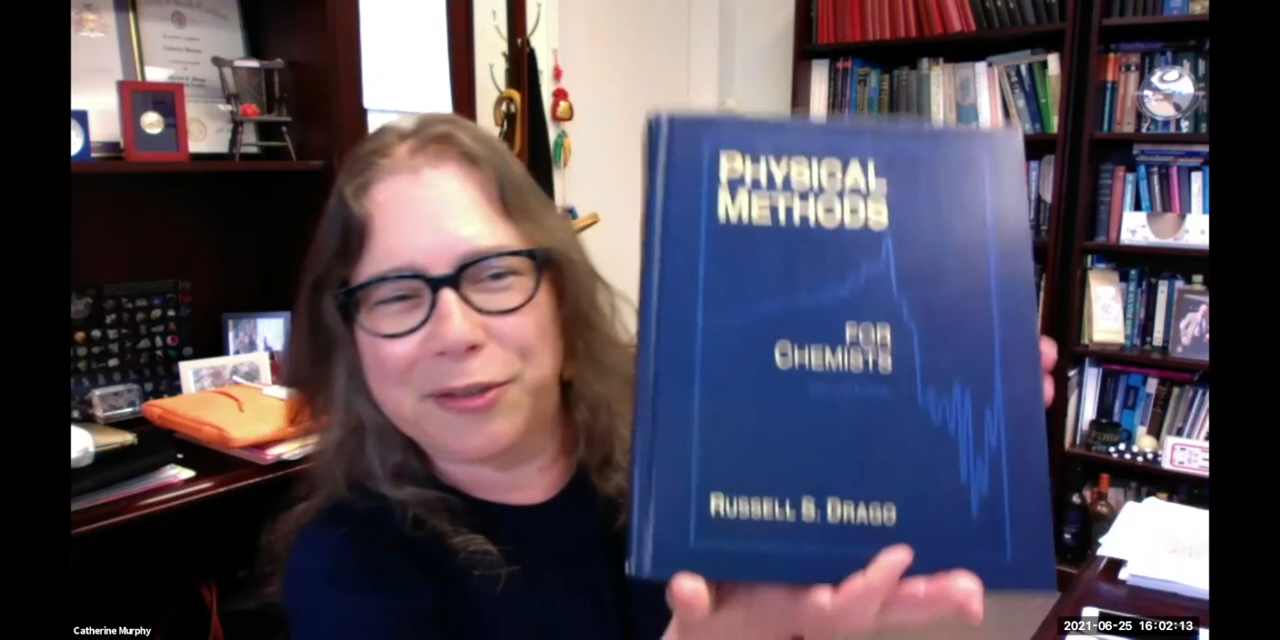 PHYSICAL
METHODS
FOR
CHEMISTS
RUSSELL S. DRAGO
Catherine Murphy
2021-06-25 16:02:13